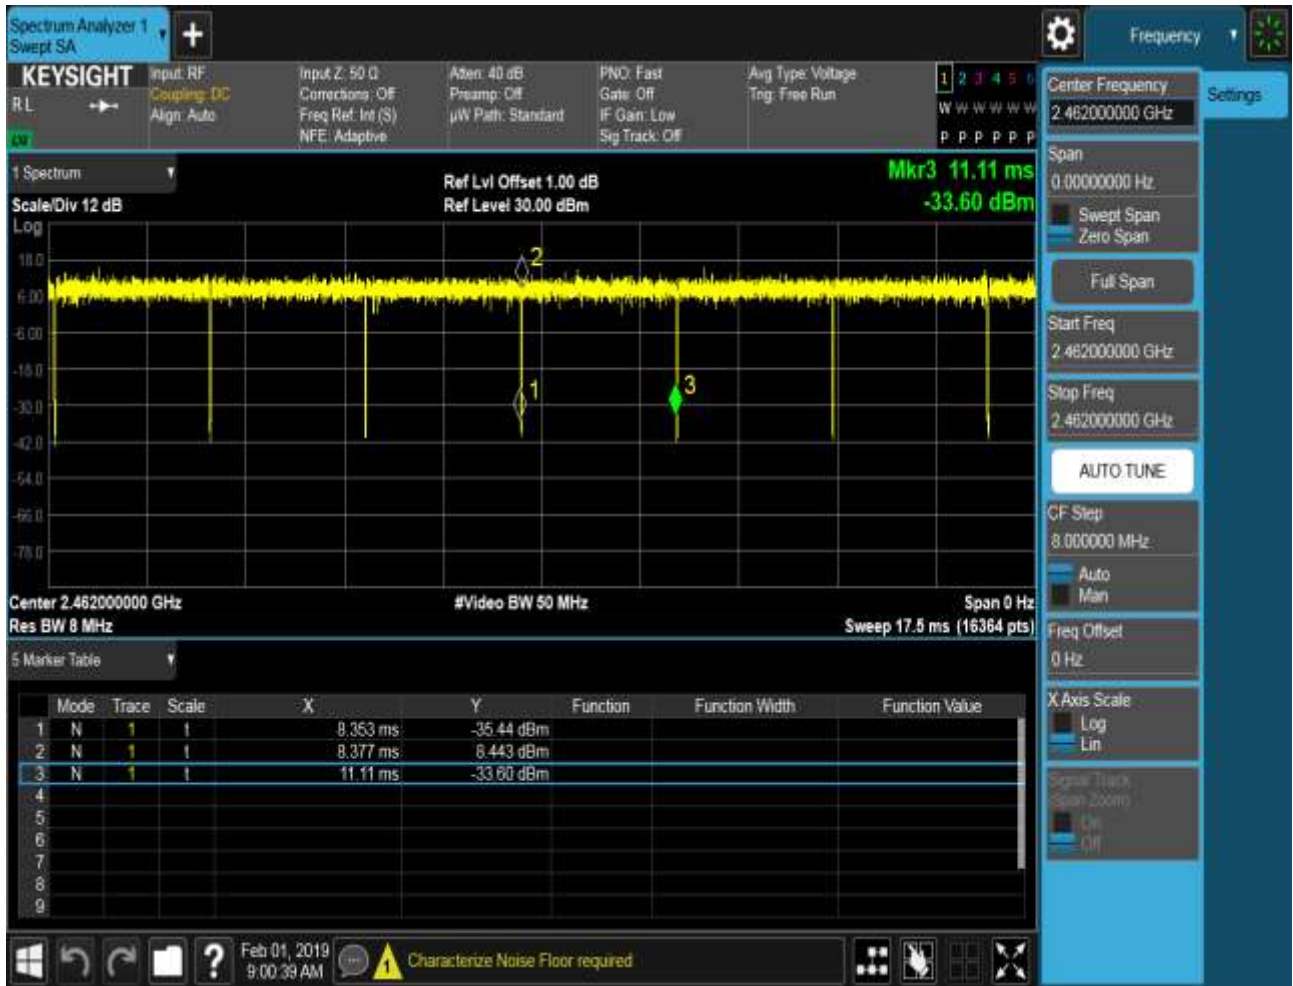 Spectrum Analyzer 1
Swept SA
Frequency
KEYSIGHT
RL
Input: RF
Coupling: DC
Align: Auto
Input Z: 50 Ω
Corrections: Off
Freq Ref: Int (S)
NFE: Adaptive
Atten: 40 dB
Preamp: Off
µW Path: Standard
PNO: Fast
Gate: Off
IF Gain: Low
Sig Track: Off
Avg Type: Voltage
Trig: Free Run
1 2 3 4 5 6
W W W W W W
P P P P P P
1 Spectrum
Scale/Div 12 dB
Ref Lvl Offset 1.00 dB
Ref Level 30.00 dBm
Mkr3 11.11 ms
-33.60 dBm
Log
18.0
6.00
-6.00
-18.0
-30.0
-42.0
-54.0
-66.0
-78.0
2
1
3
Center 2.462000000 GHz
#Video BW 50 MHz
Span 0 Hz
Res BW 8 MHz
Sweep 17.5 ms (16364 pts)
5 Marker Table
Mode Trace Scale X Y Function Function Width Function Value
1 N 1 t 8.353 ms -35.44 dBm
2 N 1 t 8.377 ms 8.443 dBm
3 N 1 t 11.11 ms -33.60 dBm
4
5
6
7
8
9
Feb 01, 2019
9:00:39 AM
1
Characterize Noise Floor required
Center Frequency
2.462000000 GHz
Settings
Span
0.00000000 Hz
Swept Span
Zero Span
Full Span
Start Freq
2.462000000 GHz
Stop Freq
2.462000000 GHz
AUTO TUNE
CF Step
8.000000 MHz
Auto
Man
Freq Offset
0 Hz
X Axis Scale
Log
Lin
Signal Track
(Span Zoom)
On
Off